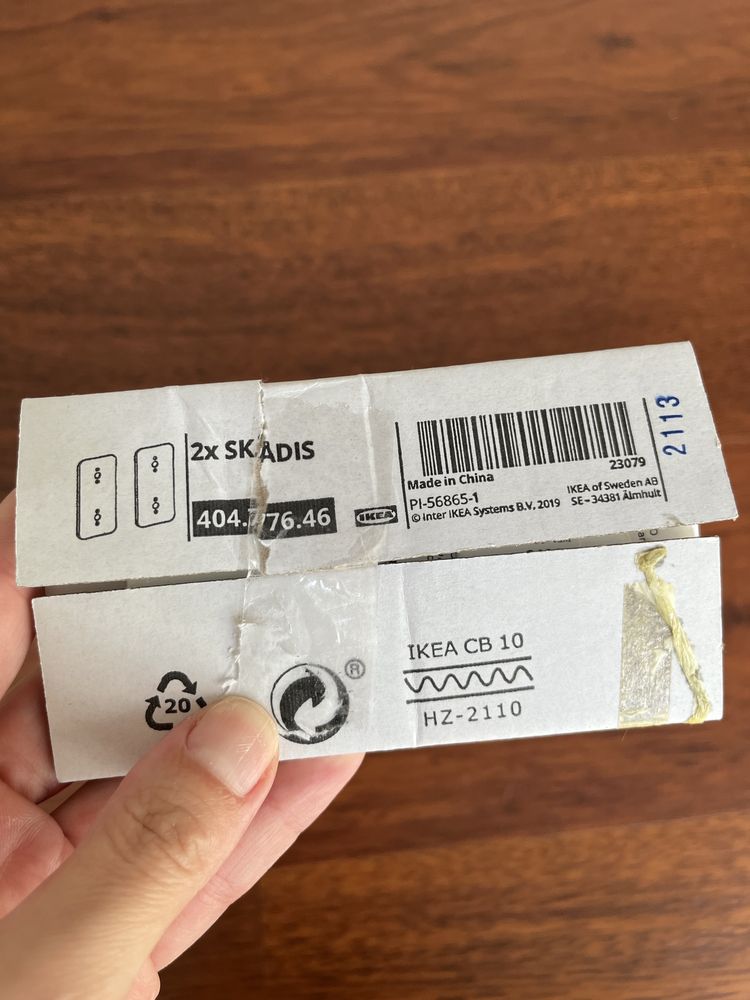 2x SKADIS
404.776.46
IKEA
Made in China
23079
PI-56865-1
© Inter IKEA Systems B.V. 2019
IKEA of Sweden AB
SE-34381 Älmhult
2113
20
®
IKEA CB 10
HZ-2110